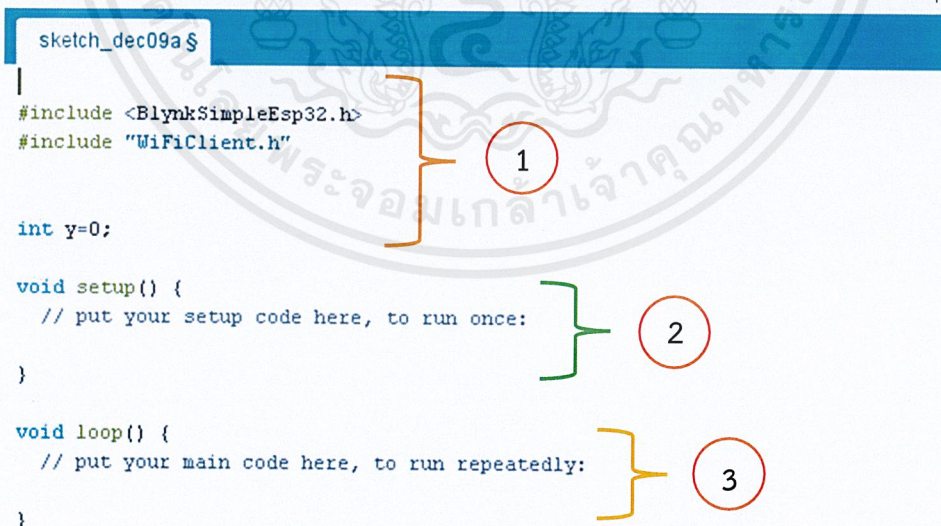 sketch_dec09a §
#include <BlynkSimpleEsp32.h>
#include "WiFiClient.h"
1
int y=0;
void setup() {
// put your setup code here, to run once:
2
}
void loop() {
// put your main code here, to run repeatedly:
3
}